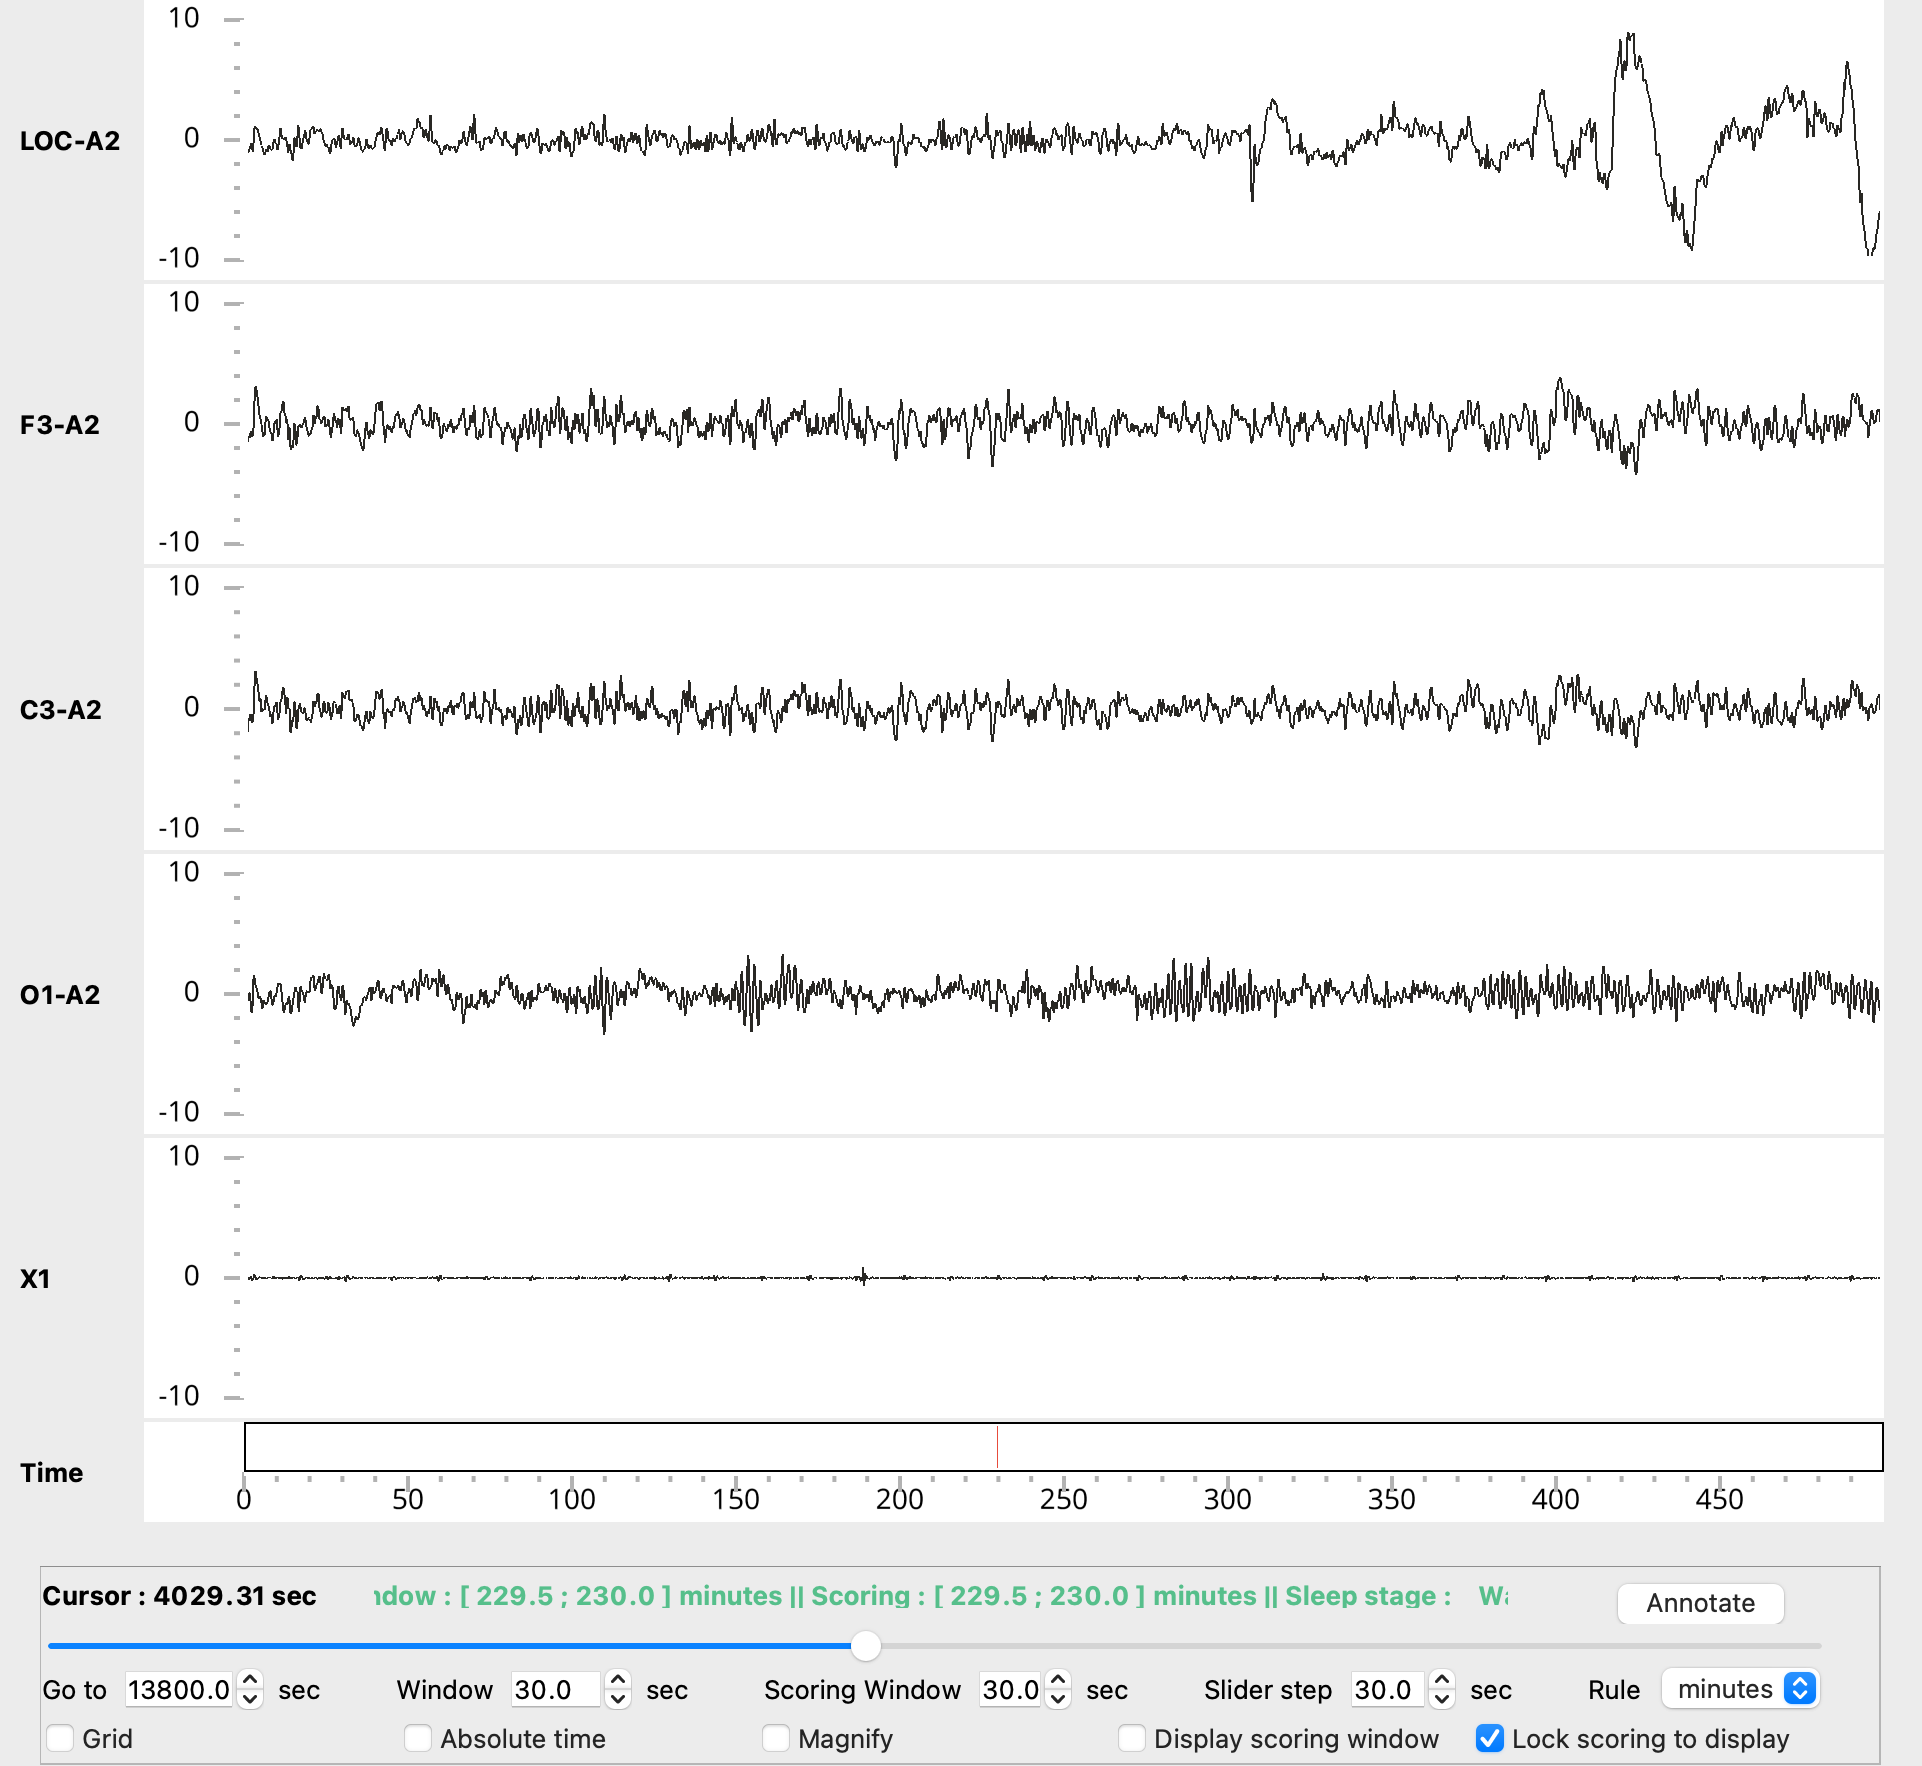 10
LOC-A2
0
-10
10
F3-A2
0
-10
10
C3-A2
0
-10
10
O1-A2
0
-10
10
X1
0
-10
Time
0 50 100 150 200 250 300 350 400 450
Cursor : 4029.31 sec ndow : [ 229.5 ; 230.0 ] minutes || Scoring : [ 229.5 ; 230.0 ] minutes || Sleep stage : Wa Annotate
Go to 13800.0 sec Window 30.0 sec Scoring Window 30.0 sec Slider step 30.0 sec Rule minutes
Grid Absolute time Magnify Display scoring window Lock scoring to display